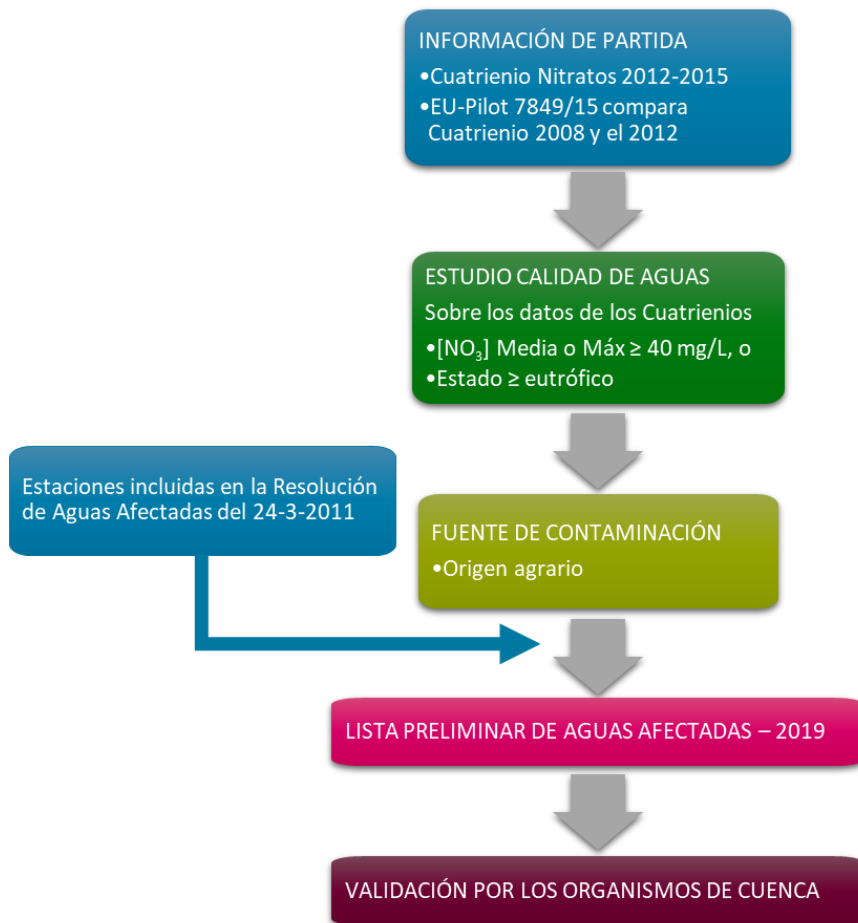 INFORMACIÓN DE PARTIDA
•Cuatrienio Nitratos 2012-2015
•EU-Pilot 7849/15 compara
Cuatrienio 2008 y el 2012
ESTUDIO CALIDAD DE AGUAS
Sobre los datos de los Cuatrienios
•[NO₃] Media o Máx ≥ 40 mg/L, o
•Estado ≥ eutrófico
Estaciones incluidas en la Resolución
de Aguas Afectadas del 24-3-2011
FUENTE DE CONTAMINACIÓN
•Origen agrario
LISTA PRELIMINAR DE AGUAS AFECTADAS – 2019
VALIDACIÓN POR LOS ORGANISMOS DE CUENCA